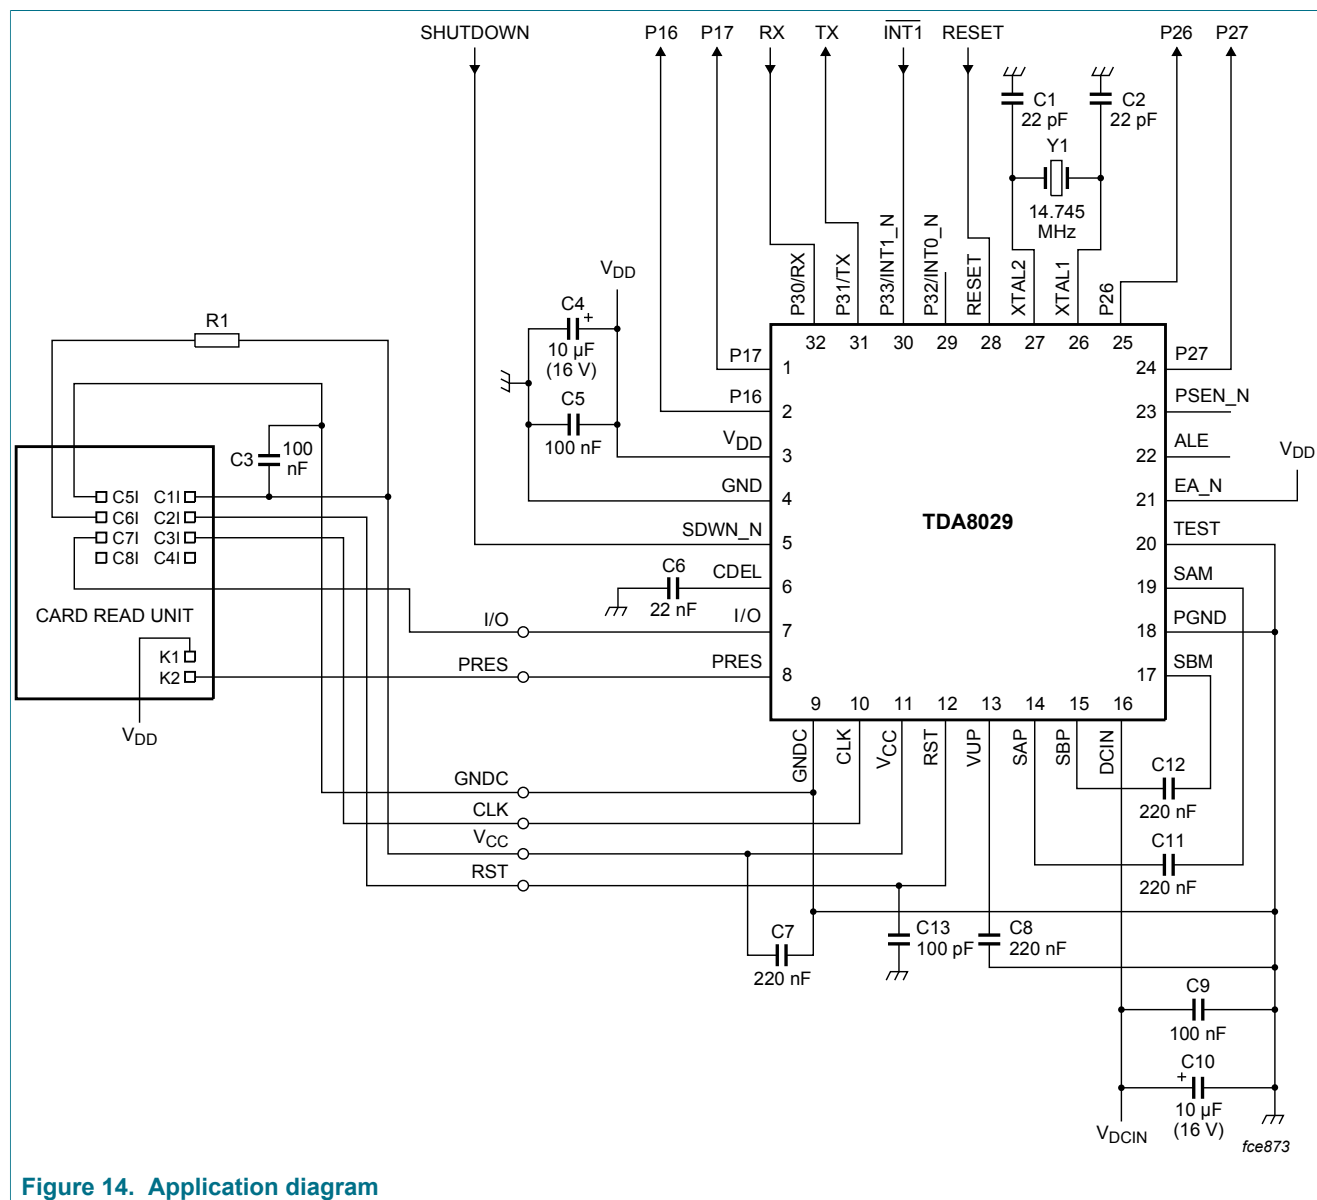 SHUTDOWN P16 P17 RX TX INT1 RESET P26 P27
C1
22 pF
C2
22 pF
Y1
14.745
MHz
P30/RX
P31/TX
P33/INT1_N
P32/INT0_N
RESET
XTAL2
XTAL1
P26
32 31 30 29 28 27 26 25
VDD
C4
+
10 µF
(16 V)
C5
100 nF
R1
C3
100
nF
C5I C1I
C6I C2I
C7I C3I
C8I C4I
CARD READ UNIT
K1
K2
VDD
P17 1
P16 2
VDD 3
GND 4
SDWN_N 5
C6
22 nF
CDEL 6
I/O
I/O 7
PRES
PRES 8
TDA8029
24 P27
23 PSEN_N
22 ALE
VDD
21 EA_N
20 TEST
19 SAM
18 PGND
17 SBM
9 10 11 12 13 14 15 16
GNDC
CLK
VCC
RST
VUP
SAP
SBP
DCIN
GNDC
CLK
VCC
RST
C12
220 nF
C11
220 nF
C7
220 nF
C13
100 pF
C8
220 nF
C9
100 nF
C10
+
10 µF
(16 V)
VDCIN
fce873
Figure 14. Application diagram